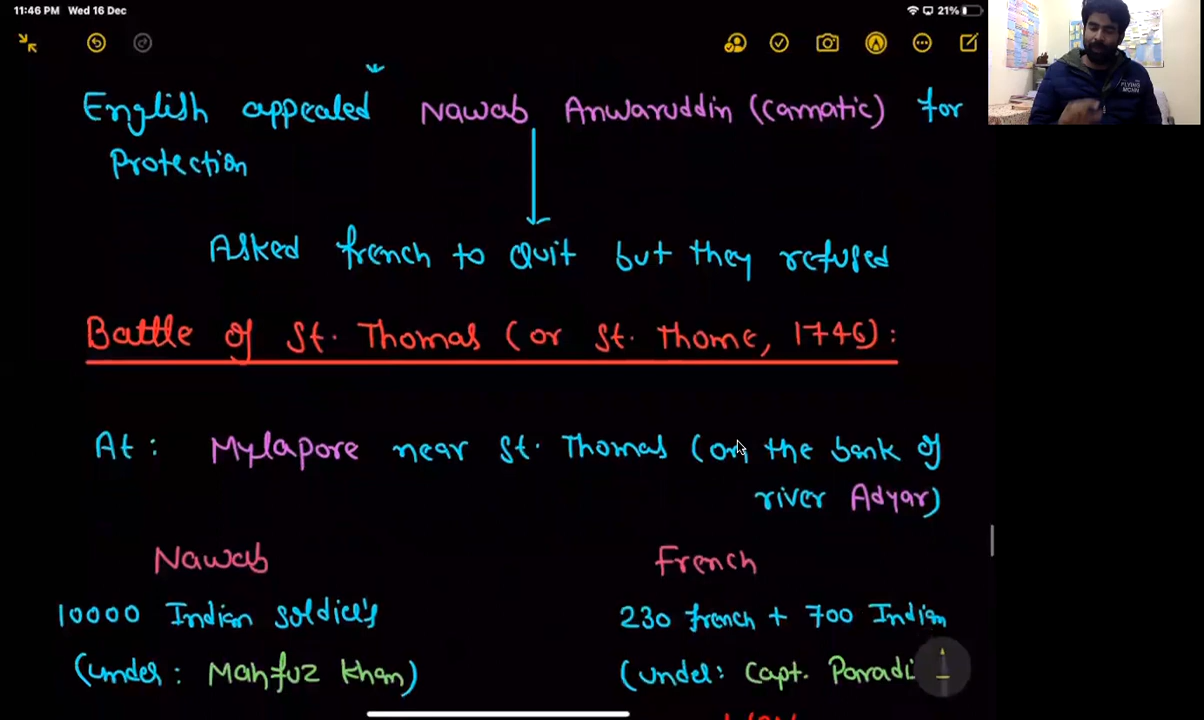 11:46 PM Wed 16 Dec 21%
English appealed Nawab Anwaruddin (Carnatic) for
Protection
Asked french to Quit but they refused
Battle of St. Thomas (or St. Thome, 1746):
At: Mylapore near St. Thomas (on the bank of
river Adyar)
Nawab French
10000 Indian Soldier's 230 french + 700 Indian
(under: Mahfuz Khan) (under: Capt. Paradi
FLYING